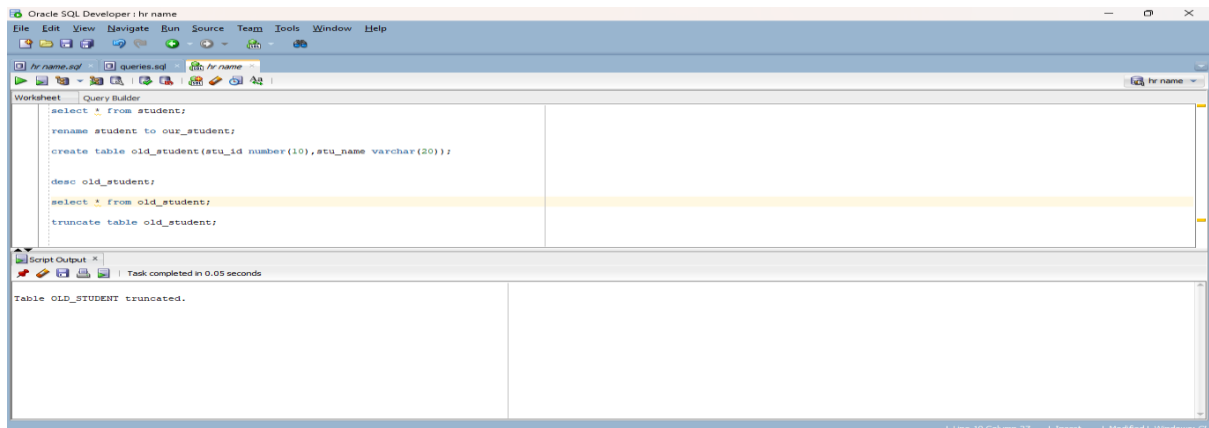 Oracle SQL Developer : hr name
File Edit View Navigate Run Source Team Tools Window Help
hr name.sql queries.sql hr name
hr name
Worksheet Query Builder
select * from student;
rename student to our_student;
create table old_student(stu_id number(10),stu_name varchar(20));
desc old_student;
select * from old_student;
truncate table old_student;
Script Output
Task completed in 0.05 seconds
Table OLD_STUDENT truncated.